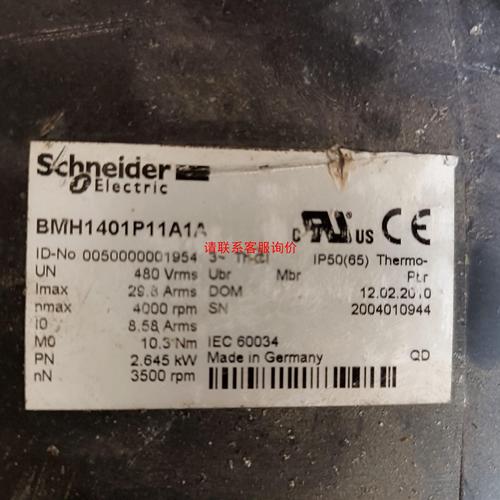 Schneider
Electric
BMH1401P11A1A
c UR US CE
请联系客服询价
ID-No 0050000001954 3~ IP50(65) Thermo-
UN 480 Vrms Ubr Mbr Ptr
Imax 29.8 Arms DOM 12.02.2010
nmax 4000 rpm SN 2004010944
I0 8.58 Arms
M0 10.3 Nm IEC 60034
PN 2.645 kW Made in Germany QD
nN 3500 rpm